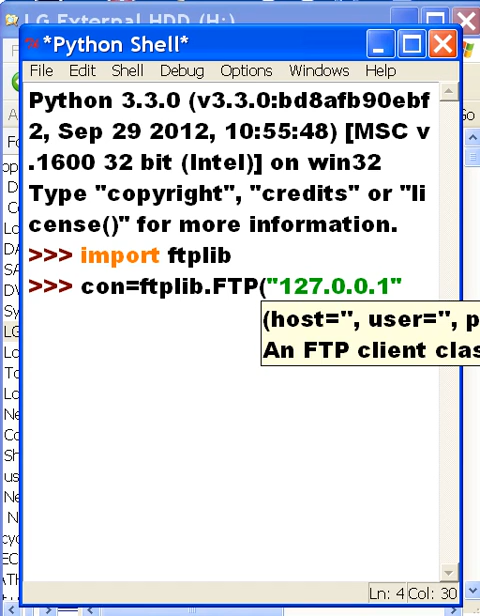 LG External HDD (H:)
*Python Shell*
File Edit Shell Debug Options Windows Help
Python 3.3.0 (v3.3.0:bd8afb90ebf
2, Sep 29 2012, 10:55:48) [MSC v
.1600 32 bit (Intel)] on win32
Type "copyright", "credits" or "li
cense()" for more information.
>>> import ftplib
>>> con=ftplib.FTP("127.0.0.1"
(host='', user='', p
An FTP client clas
Ln: 4 Col: 30